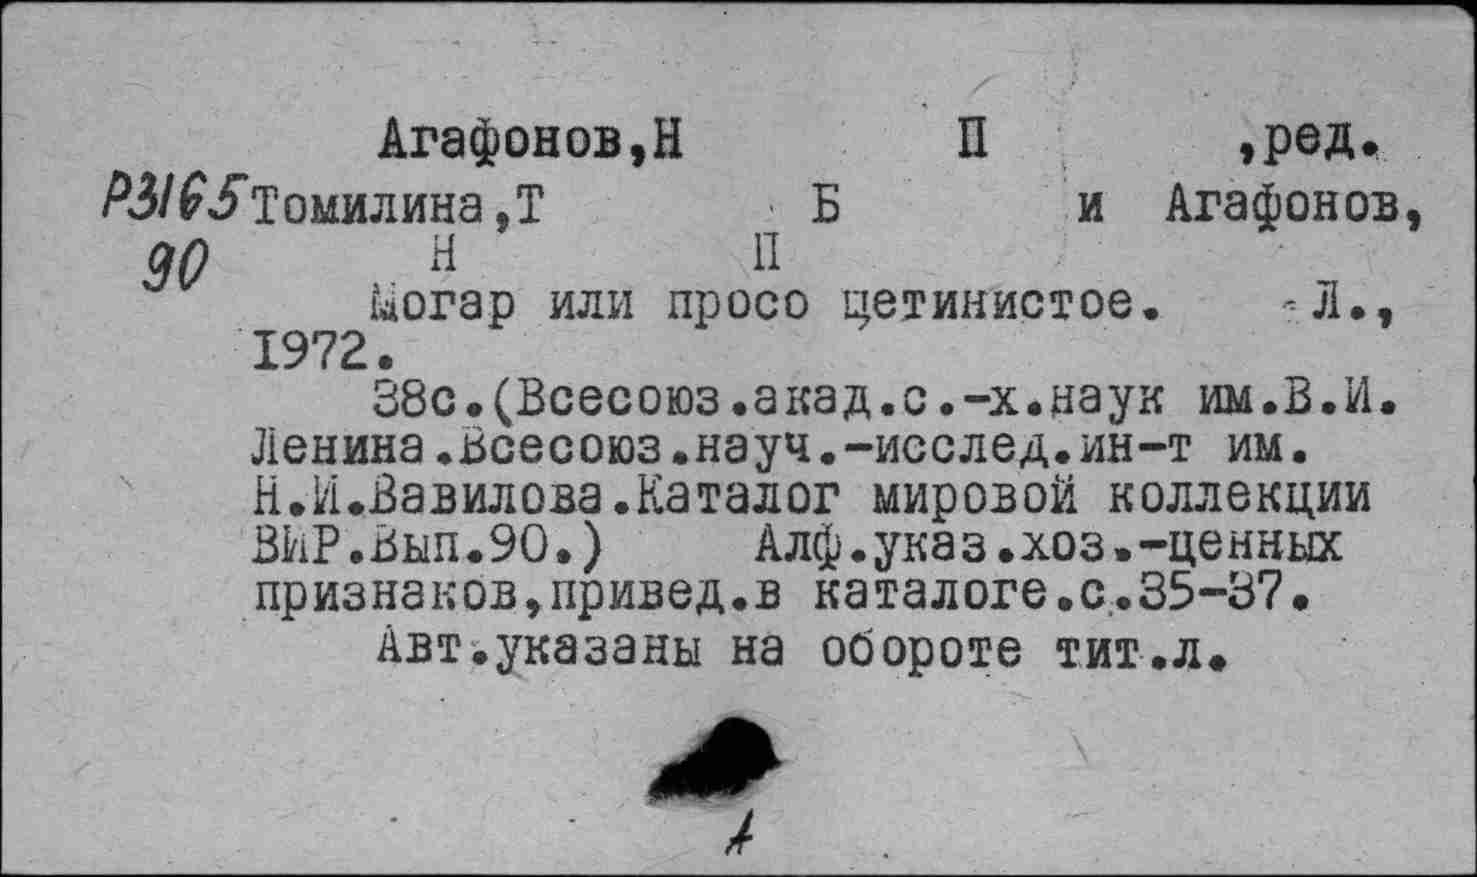 Агафонов,Н П ,ред.
Р3165 Томилина,Т Б и Агафонов,
90 Н П
Могар или просо щетинистое. -Л.,
1972.
38с.(Всесоюз.акад.с.-х.наук им.В.И.
Ленина.Всесоюз.науч.-исслед.ин-т им.
Н.И.Вавилова.Каталог мировой коллекции
ВИР.Вып.90.) Алф.указ.хоз.-ценных
признаков,привед.в каталоге.с.35-37.
Авт.указаны на обороте тит.л.